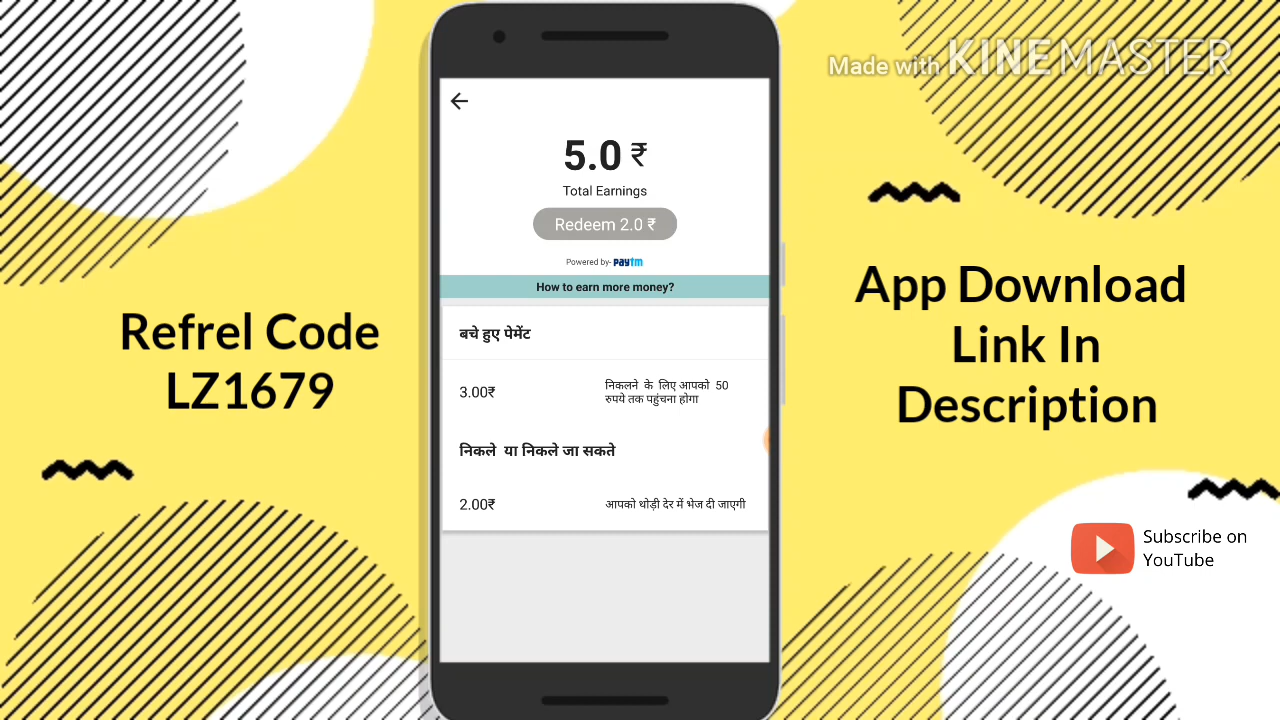 Made with KINEMASTER
5.0 ₹
Total Earnings
Redeem 2.0 ₹
Powered by- paytm
How to earn more money?
बचे हुए पेमेंट
3.00₹
निकलने के लिए आपको 50
रुपये तक पहुंचना होगा
निकले या निकले जा सकते
2.00₹
आपको थोड़ी देर में भेज दी जाएगी
Refrel Code
LZ1679
App Download
Link In
Description
Subscribe on
YouTube